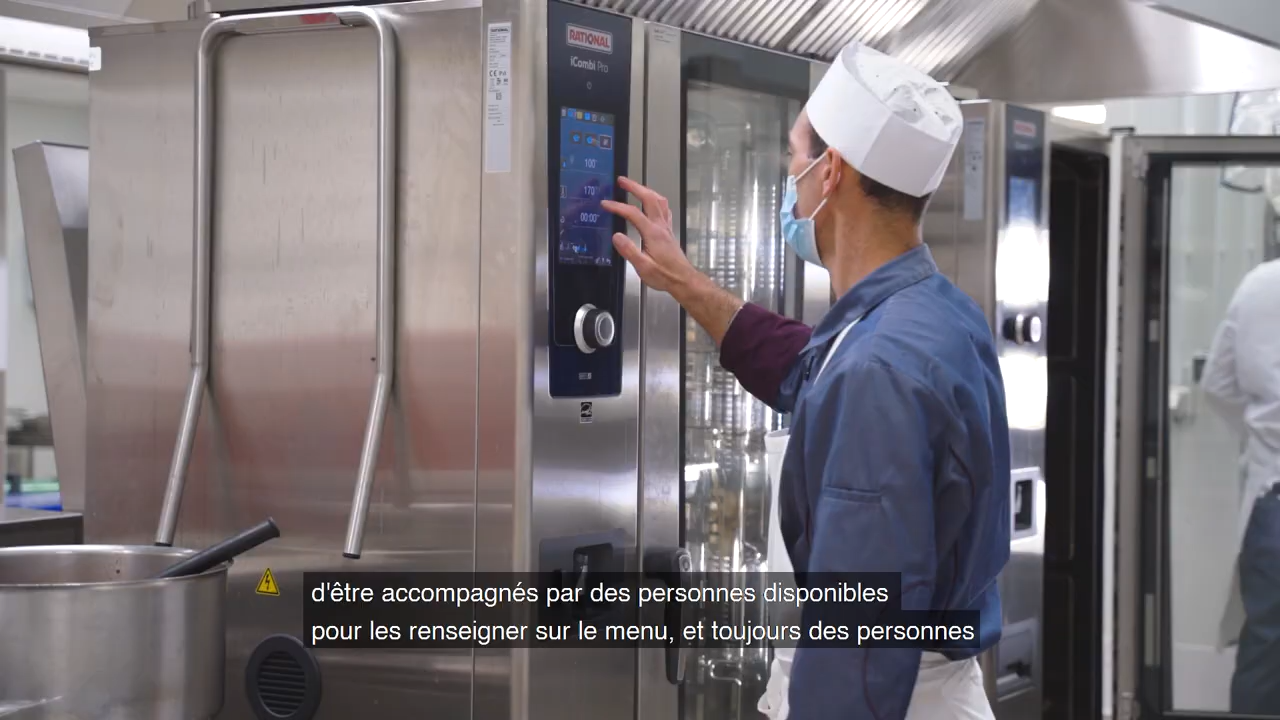 RATIONAL
iCombi Pro
100°
170°
00:00
d'être accompagnés par des personnes disponibles
pour les renseigner sur le menu, et toujours des personnes